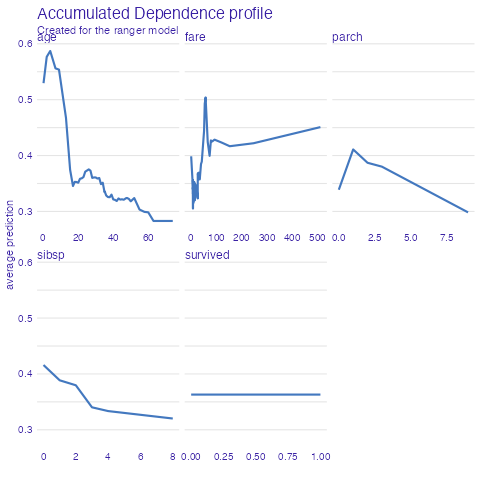 Accumulated Dependence profile
Created for the ranger model
age fare parch
0.6
0.5
0.4
0.3
0 20 40 60 0 100 200 300 400 500 0.0 2.5 5.0 7.5
average prediction
sibsp survived
0.6
0.5
0.4
0.3
0 2 4 6 8 0.00 0.25 0.50 0.75 1.00